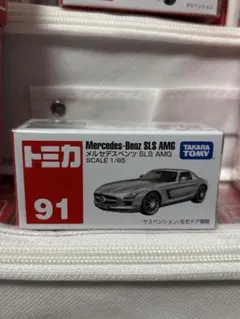 トミカ
91
Mercedes-Benz SLS AMG
メルセデスベンツ SLS AMG
SCALE 1/65
TAKARA
TOMY
サスペンション/左右ドア開閉